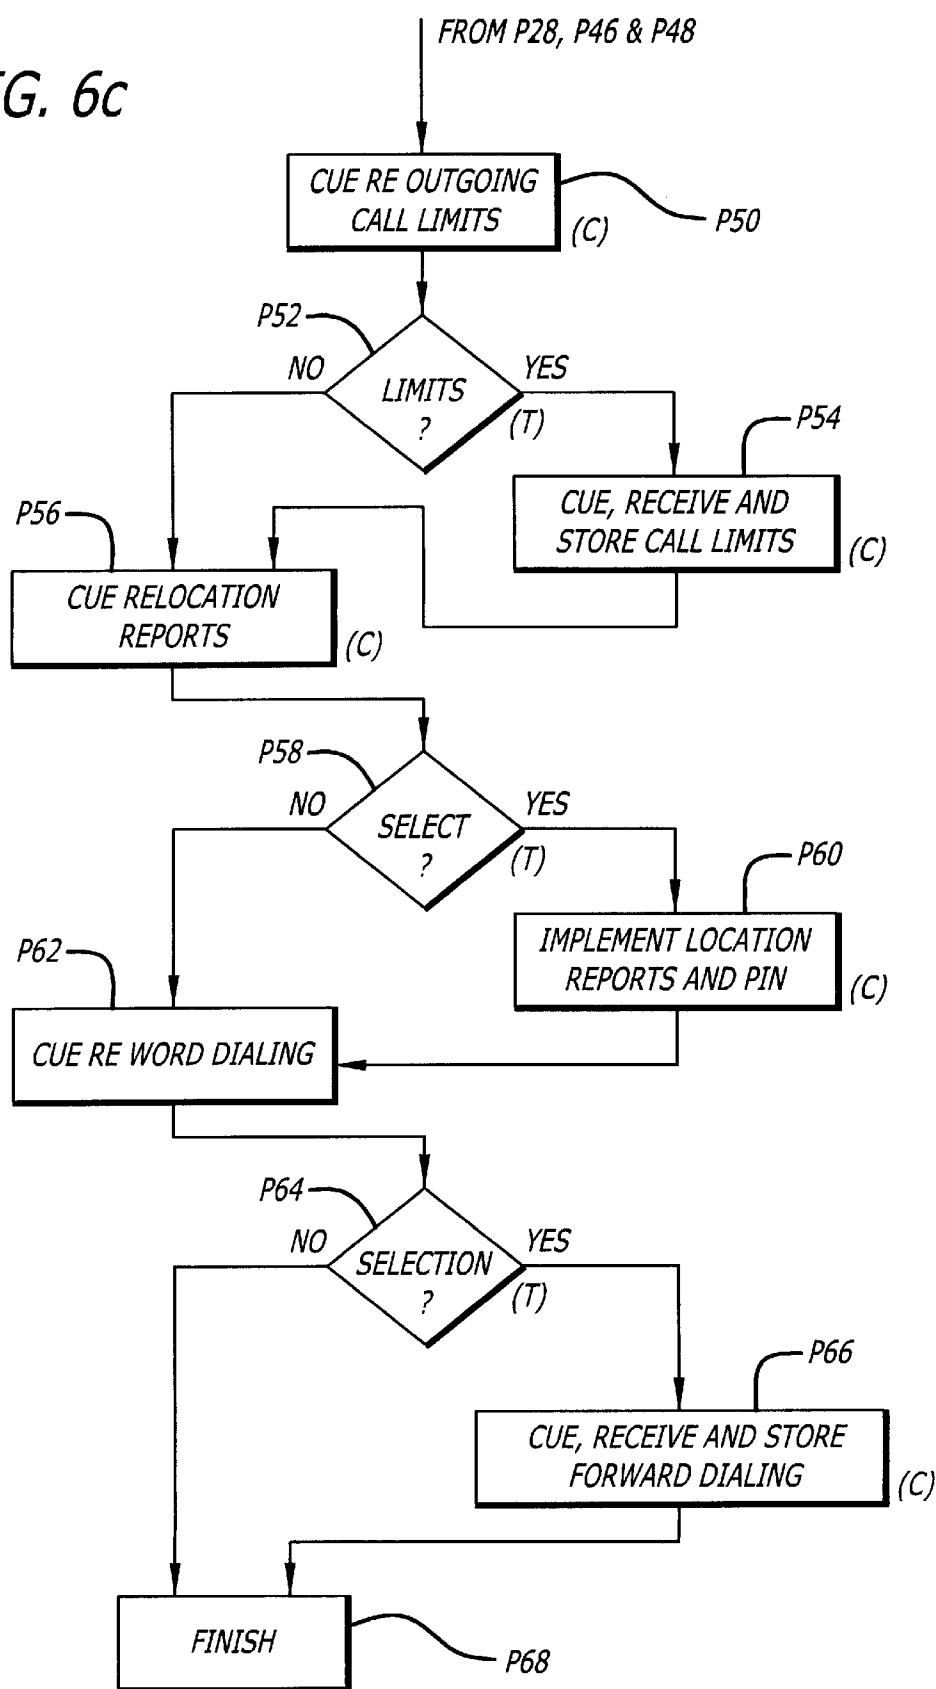 FROM P28, P46 & P48
G. 6c
CUE RE OUTGOING
CALL LIMITS
(C)
P50
P52
NO
YES
LIMITS
?
(T)
P54
CUE, RECEIVE AND
STORE CALL LIMITS
(C)
P56
CUE RELOCATION
REPORTS
(C)
P58
NO
YES
SELECT
?
(T)
P60
IMPLEMENT LOCATION
REPORTS AND PIN
(C)
P62
CUE RE WORD DIALING
P64
NO
YES
SELECTION
?
(T)
P66
CUE, RECEIVE AND STORE
FORWARD DIALING
(C)
FINISH
P68